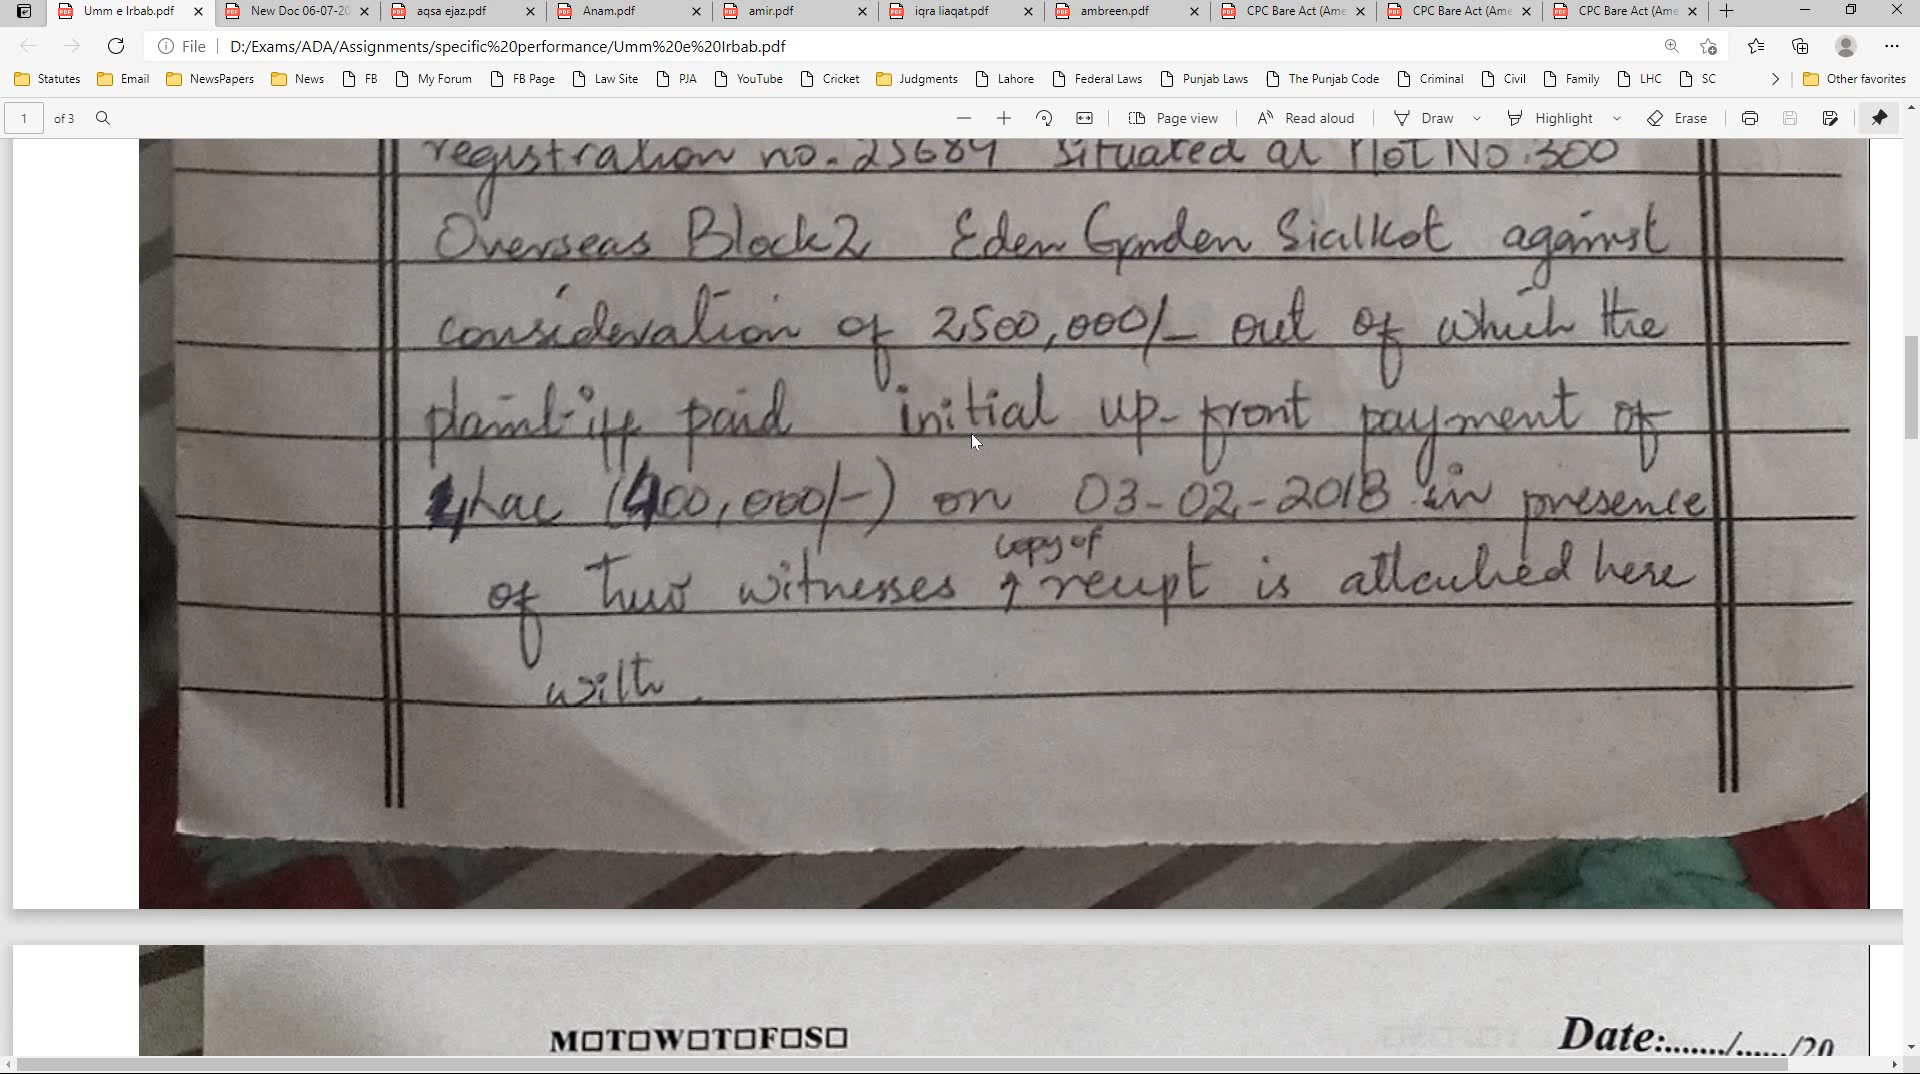 Umm e Irbab.pdf
New Doc 06-07-20
aqsa ejaz.pdf
Anam.pdf
amir.pdf
iqra liaqat.pdf
ambreen.pdf
CPC Bare Act (Ame
CPC Bare Act (Ame
CPC Bare Act (Ame
File D:/Exams/ADA/Assignments/specific%20performance/Umm%20e%20Irbab.pdf
Statutes Email NewsPapers News FB My Forum FB Page Law Site PJA YouTube Cricket Judgments Lahore Federal Laws Punjab Laws The Punjab Code Criminal Civil Family LHC SC Other favorites
1 of 3 Page view Read aloud Draw Highlight Erase
registration no. 25689 situated at Plot No. 300
Overseas Block 2 Eden Garden Sialkot against
consideration of 2500,000/- out of which the
plaint-iff paid initial up-front payment of
4 lac (400,000/-) on 03-02-2018 in presence
copy of
of two witnesses ↑ receipt is attached here
with.
M□T□W□T□F□S□
Date:......./....../20